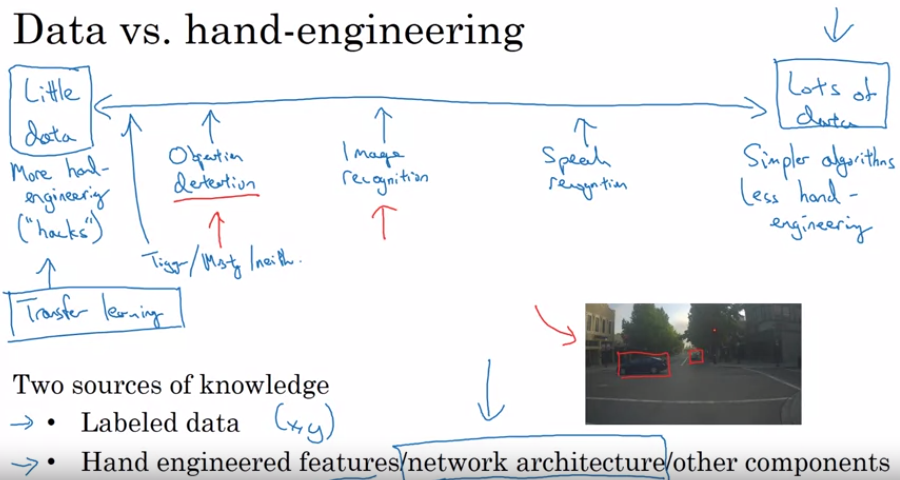 Data vs. hand-engineering
Little
data
Lots of
data
More hand-
engineering
("hacks")
Object
detection
Image
recognition
Speech
recognition
Simpler algorithms
Less hand-
engineering
Tigger/Misty/neith.
Transfer learning
Two sources of knowledge
→ • Labeled data (x,y)
→ • Hand engineered features/network architecture/other components